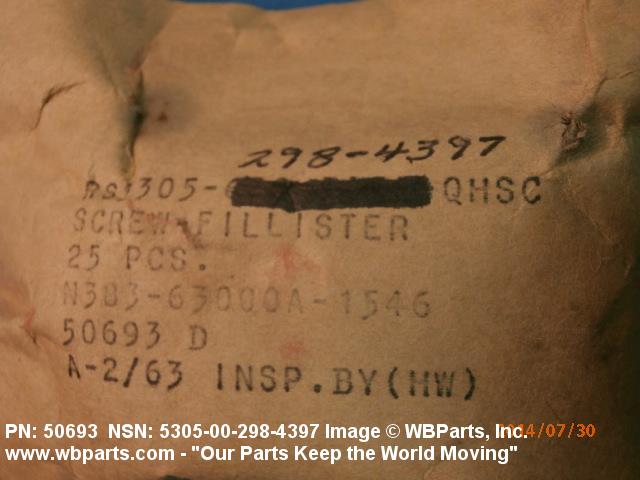 298-4397
RS5305- QHSC
SCREW-FILLISTER
25 PCS.
N383-63000A-1546
50693 D
A-2/63 INSP.BY(HW)
PN: 50693 NSN: 5305-00-298-4397 Image © WBParts, Inc. 2014/07/30
www.wbparts.com - "Our Parts Keep the World Moving"